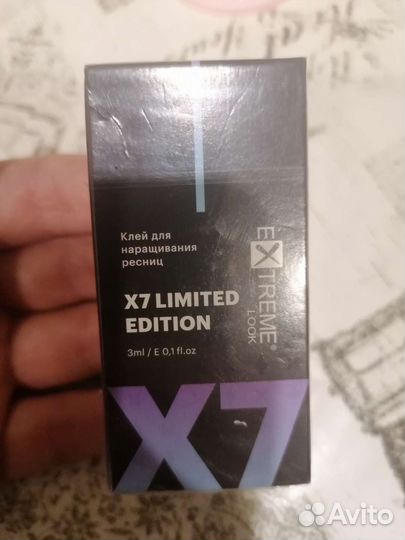 Клей для
наращивания
ресниц
X7 LIMITED
EDITION
3ml / E 0,1 fl.oz
EXTREME®
LOOK
X7
Avito